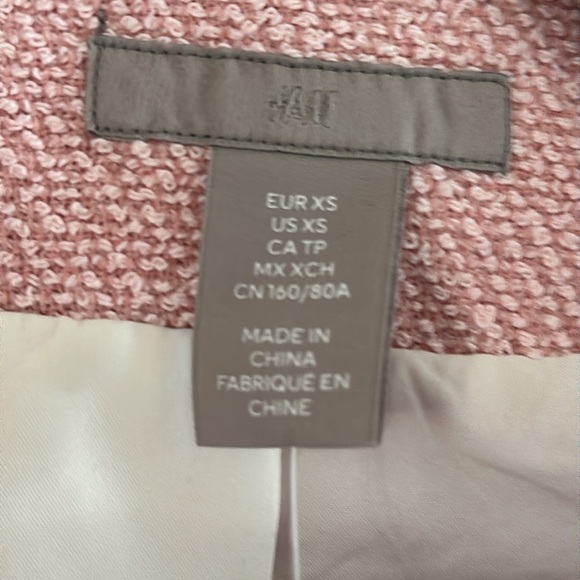 EUR XS
US XS
CA TP
MX XCH
CN 160/80A
MADE IN
CHINA
FABRIQUÉ EN
CHINE